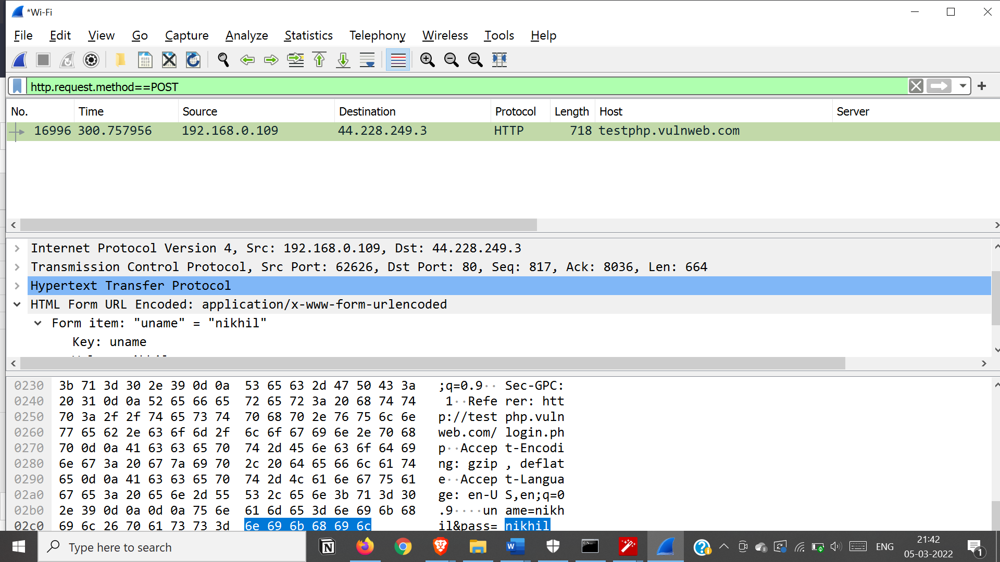 *Wi-Fi
File Edit View Go Capture Analyze Statistics Telephony Wireless Tools Help
http.request.method==POST
No. Time Source Destination Protocol Length Host Server
16996 300.757956 192.168.0.109 44.228.249.3 HTTP 718 testphp.vulnweb.com
Internet Protocol Version 4, Src: 192.168.0.109, Dst: 44.228.249.3
Transmission Control Protocol, Src Port: 62626, Dst Port: 80, Seq: 817, Ack: 8036, Len: 664
Hypertext Transfer Protocol
HTML Form URL Encoded: application/x-www-form-urlencoded
Form item: "uname" = "nikhil"
Key: uname
0230 3b 71 3d 30 2e 39 0d 0a 53 65 63 2d 47 50 43 3a ;q=0.9·· Sec-GPC:
0240 20 31 0d 0a 52 65 66 65 72 65 72 3a 20 68 74 74 1··Refe rer: htt
0250 70 3a 2f 2f 74 65 73 74 70 68 70 2e 76 75 6c 6e p://test php.vuln
0260 77 65 62 2e 63 6f 6d 2f 6c 6f 67 69 6e 2e 70 68 web.com/ login.ph
0270 70 0d 0a 41 63 63 65 70 74 2d 45 6e 63 6f 64 69 p··Accep t-Encodi
0280 6e 67 3a 20 67 7a 69 70 2c 20 64 65 66 6c 61 74 ng: gzip , deflat
0290 65 0d 0a 41 63 63 65 70 74 2d 4c 61 6e 67 75 61 e··Accep t-Langua
02a0 67 65 3a 20 65 6e 2d 55 53 2c 65 6e 3b 71 3d 30 ge: en-U S,en;q=0
02b0 2e 39 0d 0a 0d 0a 75 6e 61 6d 65 3d 6e 69 6b 68 .9····un ame=nikh
02c0 69 6c 26 70 61 73 73 3d 6e 69 6b 68 69 6c il&pass= nikhil
Type here to search
ENG
21:42
05-03-2022
1